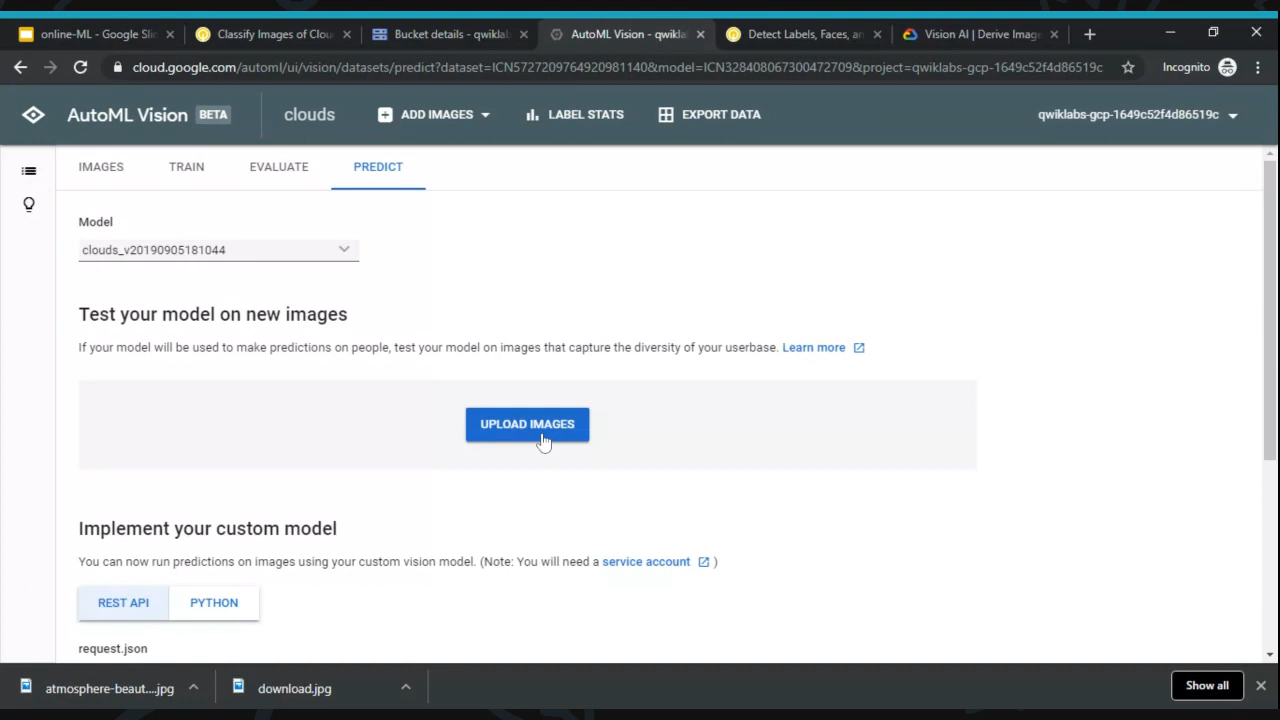 online-ML - Google Slid
Classify Images of Clou
Bucket details - qwikla
AutoML Vision - qwikla
Detect Labels, Faces, an
Vision AI | Derive Image
cloud.google.com/automl/ui/vision/datasets/predict?dataset=ICN5727209764920981140&model=ICN328408067300472709&project=qwiklabs-gcp-1649c52f4d86519c
Incognito
AutoML Vision BETA
clouds
ADD IMAGES
LABEL STATS
EXPORT DATA
qwiklabs-gcp-1649c52f4d86519c
IMAGES
TRAIN
EVALUATE
PREDICT
Model
clouds_v20190905181044
Test your model on new images
If your model will be used to make predictions on people, test your model on images that capture the diversity of your userbase. Learn more
UPLOAD IMAGES
Implement your custom model
You can now run predictions on images using your custom vision model. (Note: You will need a service account )
REST API
PYTHON
request.json
atmosphere-beaut....jpg
download.jpg
Show all